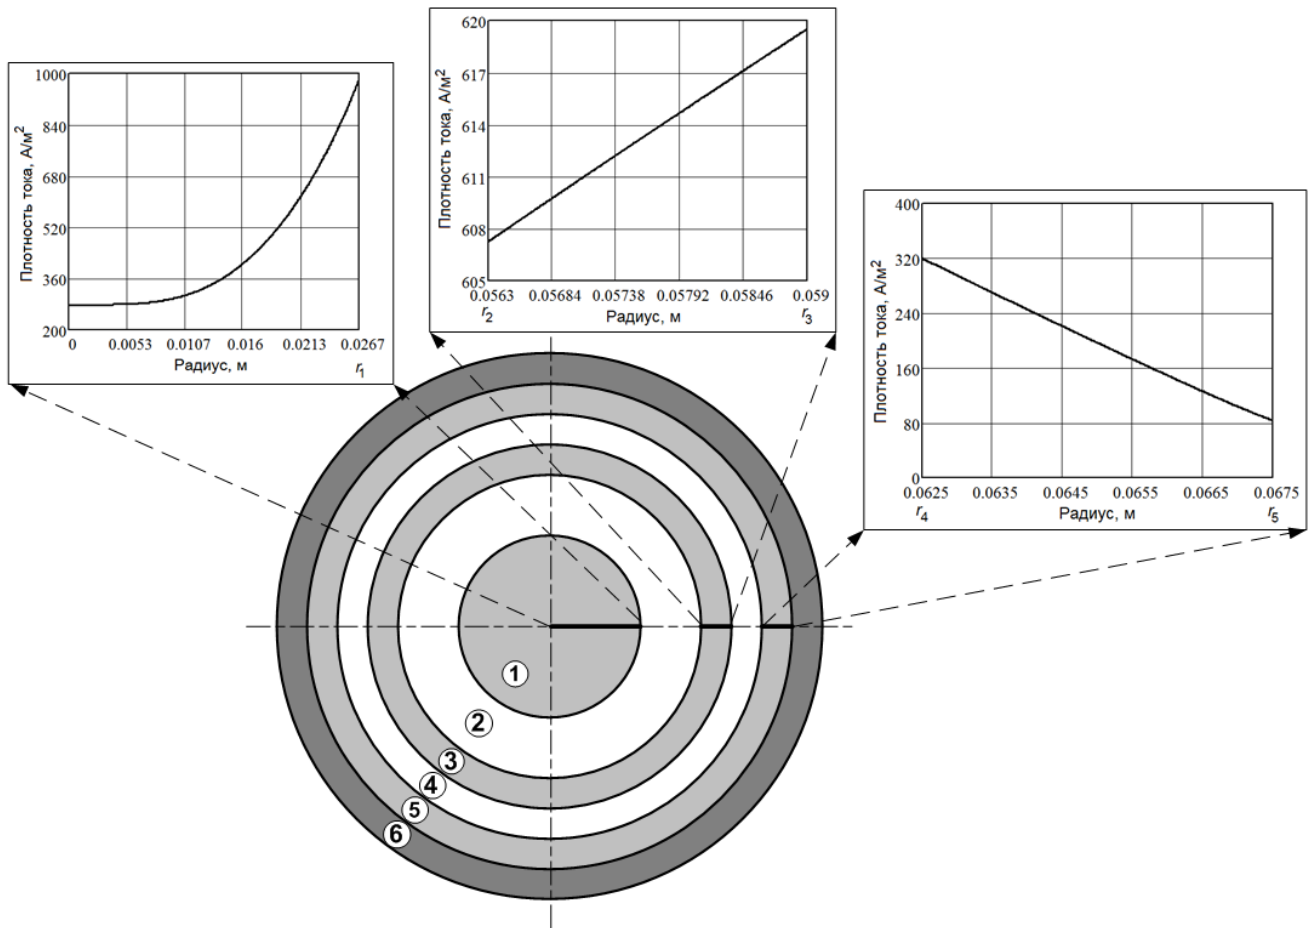 Плотность тока, А/м²
1000
840
680
520
360
200
0 0.0053 0.0107 0.016 0.0213 0.0267
Радиус, м
r₁
Плотность тока, А/м²
620
617
614
611
608
605
0.0563 0.05684 0.05738 0.05792 0.05846 0.059
r₂ Радиус, м r₃
Плотность тока, А/м²
400
320
240
160
80
0
0.0625 0.0635 0.0645 0.0655 0.0665 0.0675
r₄ Радиус, м r₅
1
2
3
4
5
6